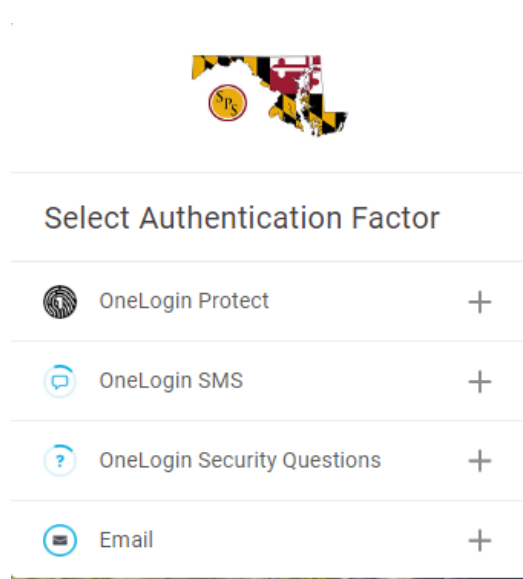 SPS
Select Authentication Factor
OneLogin Protect
OneLogin SMS
OneLogin Security Questions
Email